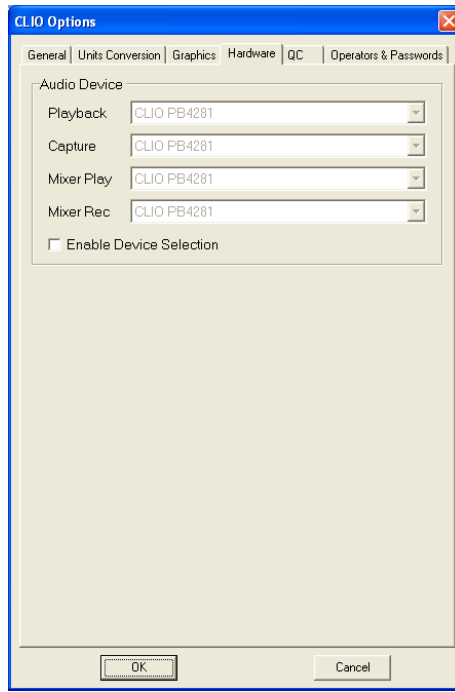 CLIO Options
General Units Conversion Graphics Hardware QC Operators & Passwords
Audio Device
Playback CLIO PB4281
Capture CLIO PB4281
Mixer Play CLIO PB4281
Mixer Rec CLIO PB4281
Enable Device Selection
OK Cancel